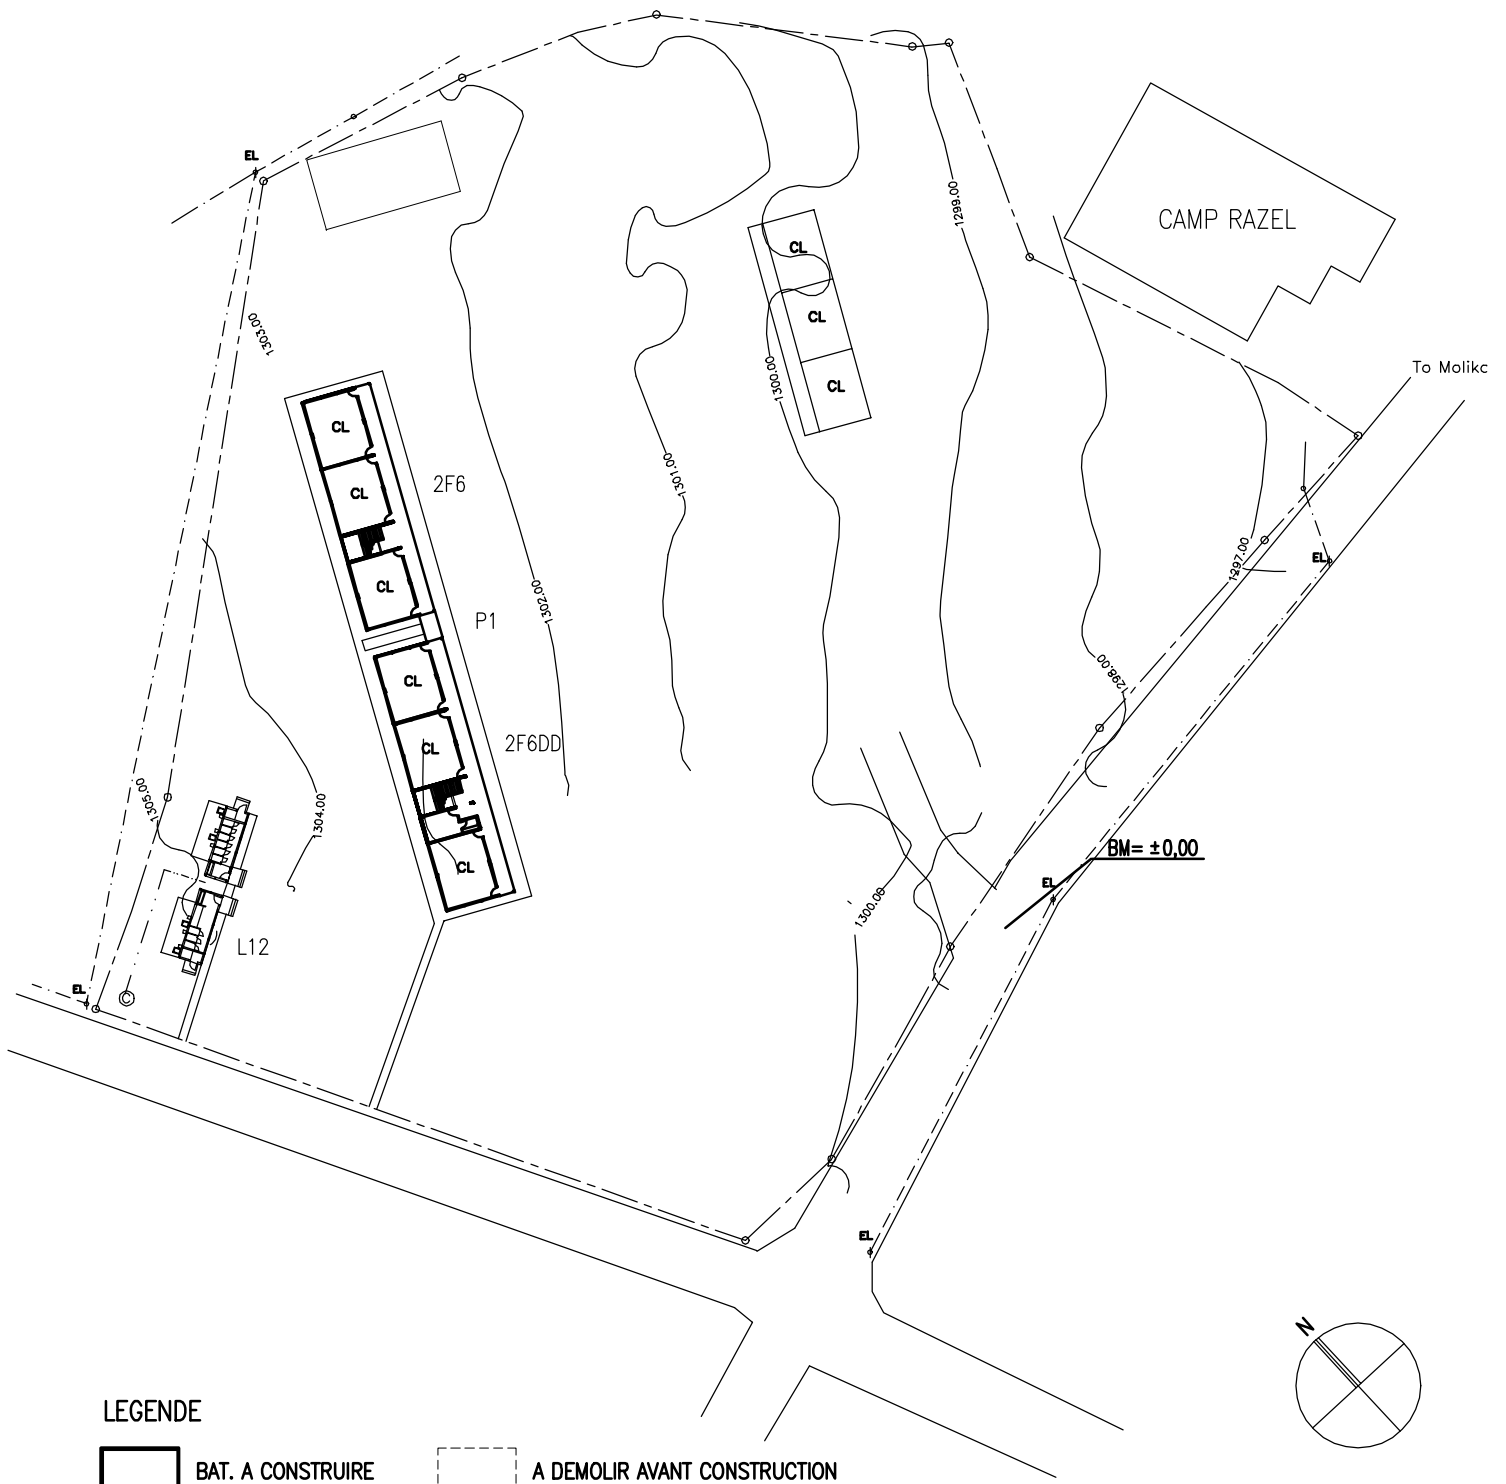 EL
1299.00
CAMP RAZEL
CL
1303.00
CL
1300.00
CL
To Molikc
CL
CL
2F6
1301.00
1297.00
EL
CL
1302.00
P1
1298.00
CL
2F6DD
CL
1305.00
1304.00
BM= ±0,00
CL
EL
1300.00
L12
EL
C
EL
N
LEGENDE
BAT. A CONSTRUIRE
A DEMOLIR AVANT CONSTRUCTION